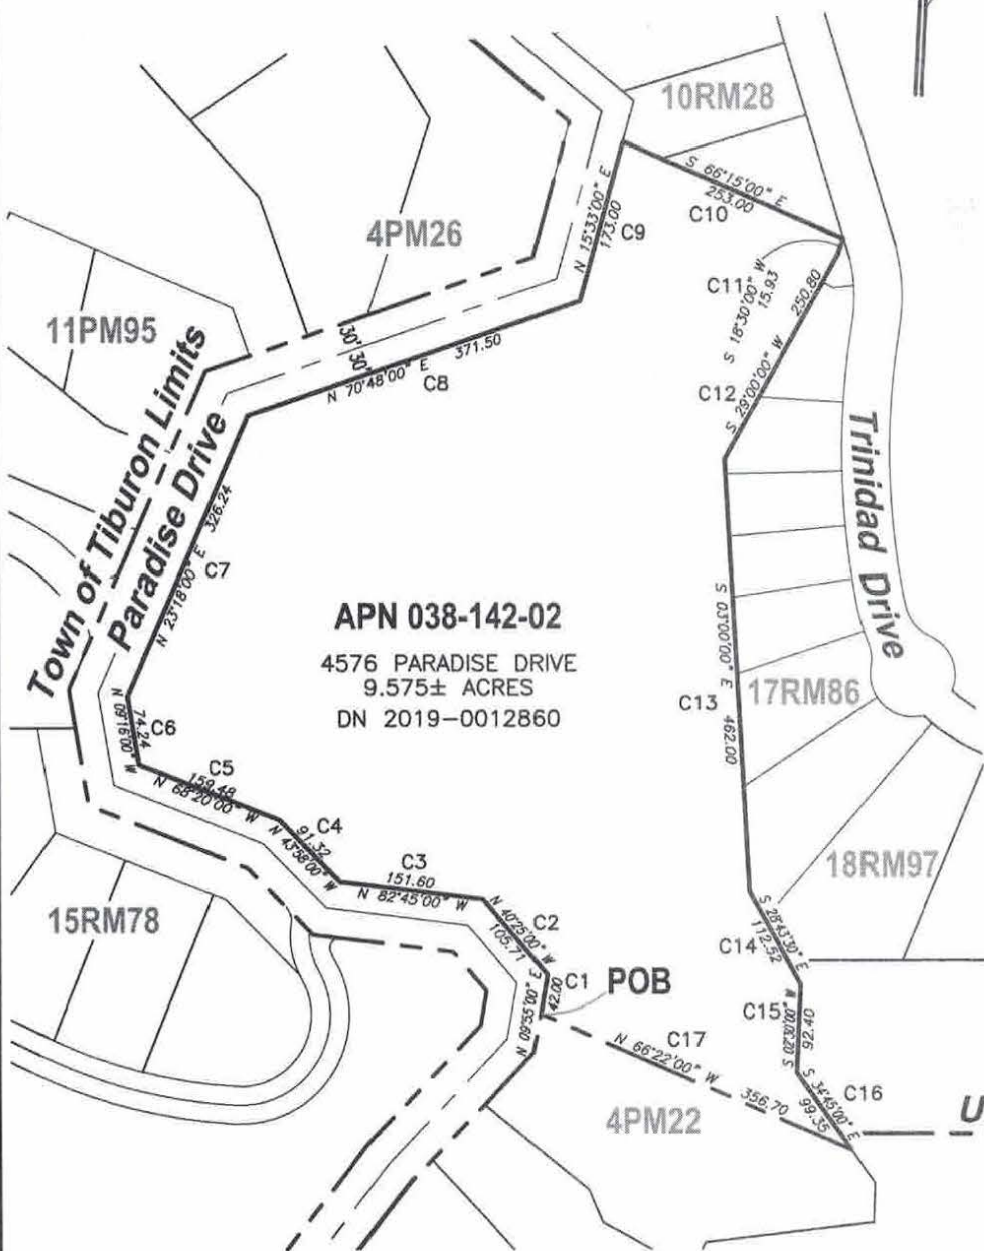 10RM28
S 66°15'00" E
253.00
C10
4PM26
N 15°33'00" E
173.00
C9
C11
S 18°30'00" W
15.93
250.80
S 29°00'00" W
C12
11PM95
30'
30'
371.50
N 70°48'00" E
C8
Town of Tiburon Limits
Paradise Drive
Trinidad Drive
326.24
N 23°18'00" E
C7
APN 038-142-02
4576 PARADISE DRIVE
9.575± ACRES
DN 2019-0012860
S 03°00'00" E
462.00
C13
17RM86
N 09°16'00" W
74.24
C6
C5
159.48
N 68°20'00" W
C4
91.32
N 43°58'00" W
C3
151.60
N 82°45'00" W
18RM97
15RM78
N 40°25'00" W
105.71
C2
S 28°43'30" E
112.52
C14
C1
42.00
N 09°55'00" E
POB
C15
S 02°30'00" W
92.40
C17
N 66°22'00" W
356.70
S 34°45'00" E
99.35
C16
4PM22
U